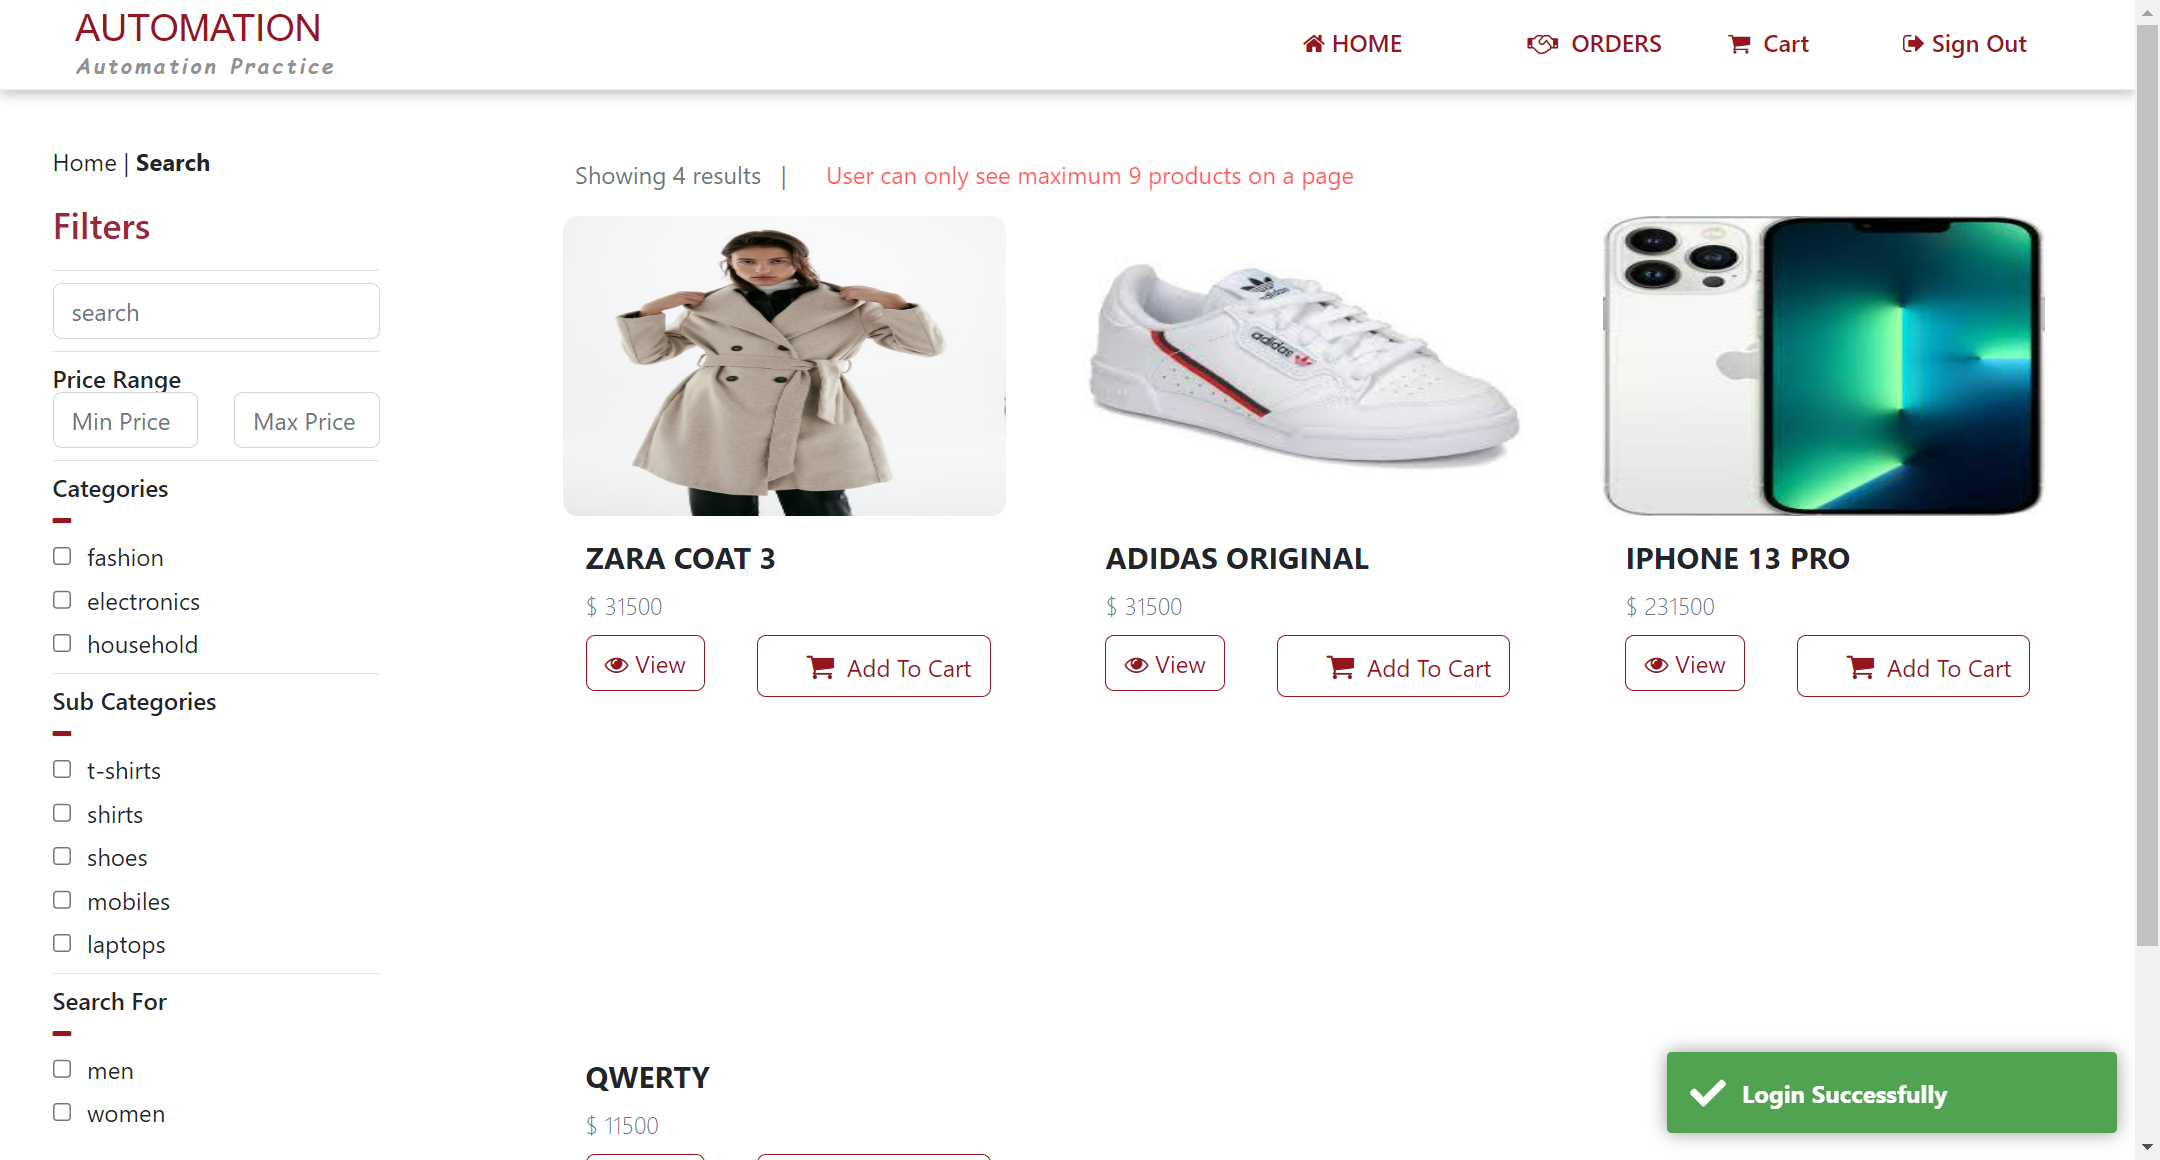 AUTOMATION
Automation Practice
HOME
ORDERS
Cart
Sign Out
Home | Search
Filters
search
Price Range
Min Price
Max Price
Categories
fashion
electronics
household
Sub Categories
t-shirts
shirts
shoes
mobiles
laptops
Search For
men
women
Showing 4 results |
User can only see maximum 9 products on a page
adidas
adidas
ZARA COAT 3
$ 31500
View
Add To Cart
ADIDAS ORIGINAL
$ 31500
View
Add To Cart
IPHONE 13 PRO
$ 231500
View
Add To Cart
QWERTY
$ 11500
Login Successfully